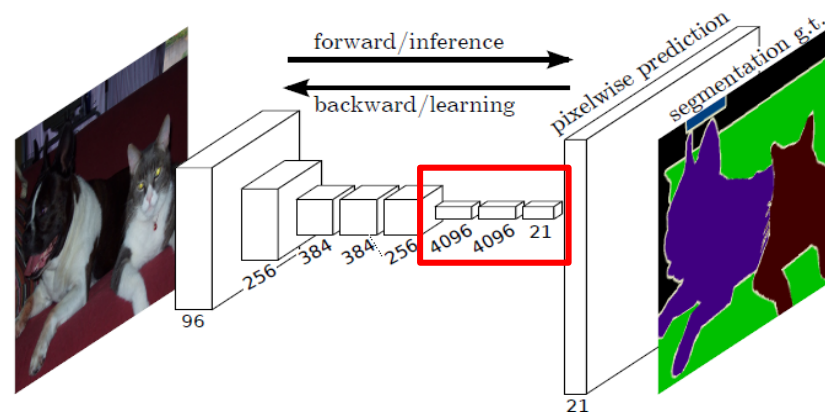 forward/inference
backward/learning
pixelwise prediction
segmentation g.t.
96
256
384
384
256
4096
4096
21
21